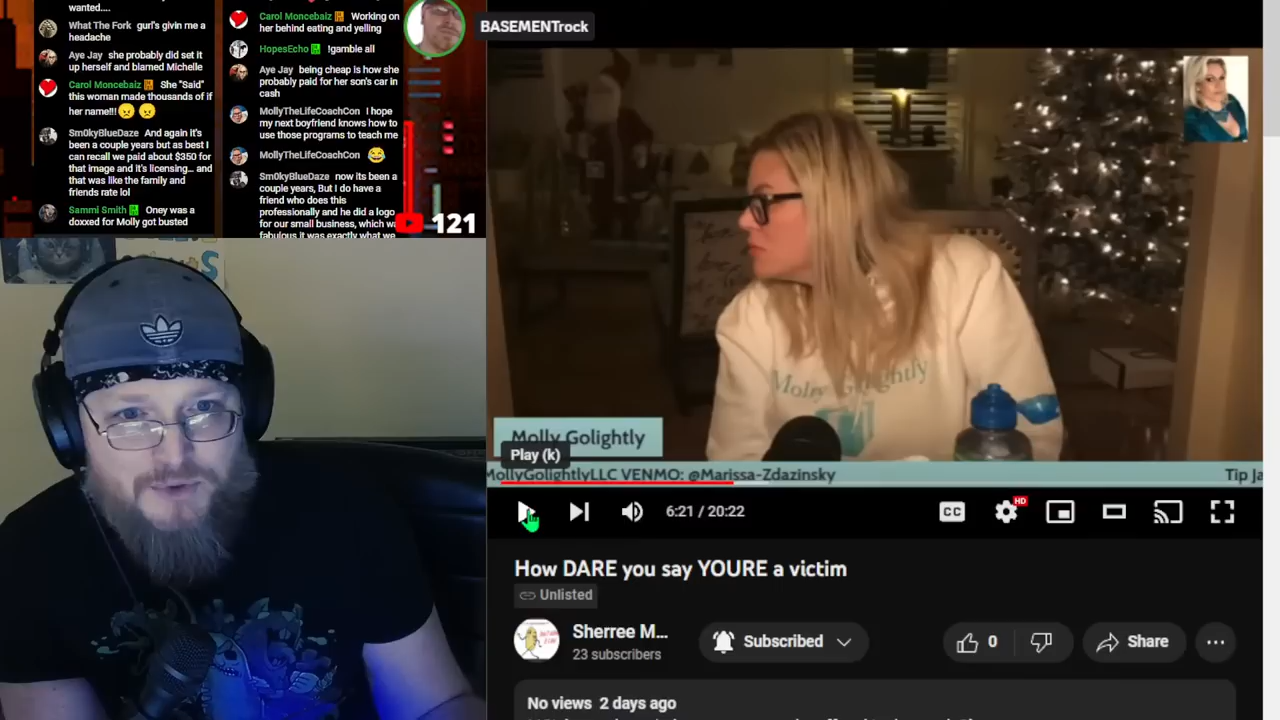 wanted....
What The Fork gurl's givin me a
headache
Aye Jay she probably did set it
up herself and blamed Michelle
Carol Moncebaiz She "Said"
this woman made thousands of if
her name!!!
Sm0kyBlueDaze And again it's
been a couple years but as best I
can recall we paid about $350 for
that image and it's licensing... and
that was like the family and
friends rate lol
Sammi Smith Oney was a
doxxed for Molly got busted
Carol Moncebaiz Working on
her behind eating and yelling
HopesEcho !gamble all
Aye Jay being cheap is how she
probably paid for her son's car in
cash
MollyTheLifeCoachCon I hope
my next boyfriend knows how to
use those programs to teach me
MollyTheLifeCoachCon
Sm0kyBlueDaze now its been a
couple years, But I do have a
friend who does this
professionally and he did a logo
for our small business, which wa
fabulous it was exactly what we
121
BASEMENTrock
Molly Golightly
Molly Golightly
Play (k)
MollyGolightlyLLC VENMO: @Marissa-Zdazinsky
Tip Ja
6:21 / 20:22
CC
HD
How DARE you say YOURE a victim
Unlisted
Sherree M...
23 subscribers
Subscribed
0
Share
No views 2 days ago